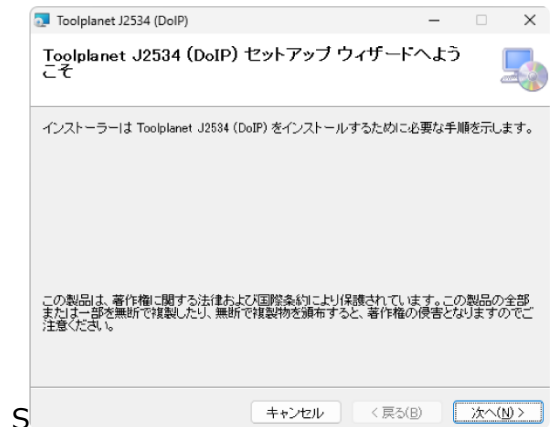 Toolplanet J2534 (DoIP)
Toolplanet J2534 (DoIP) セットアップ ウィザードへよう
こそ
インストーラーは Toolplanet J2534 (DoIP) をインストールするために必要な手順を示します。
この製品は、著作権に関する法律および国際条約により保護されています。この製品の全部
または一部を無断で複製したり、無断で複製物を頒布すると、著作権の侵害となりますのでご
注意ください。
S
キャンセル
< 戻る(B)
次へ(N) >